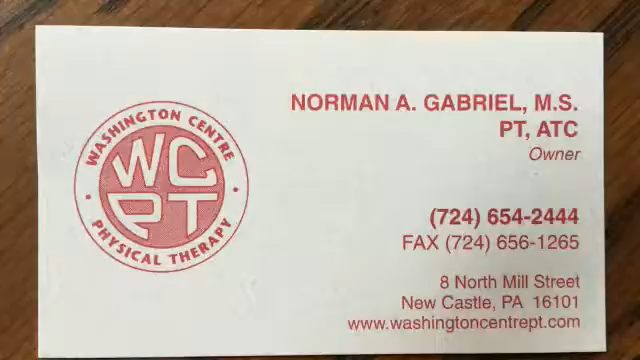 WASHINGTON CENTRE
WC
PT
PHYSICAL THERAPY
NORMAN A. GABRIEL, M.S.
PT, ATC
Owner
(724) 654-2444
FAX (724) 656-1265
8 North Mill Street
New Castle, PA 16101
www.washingtoncentrept.com